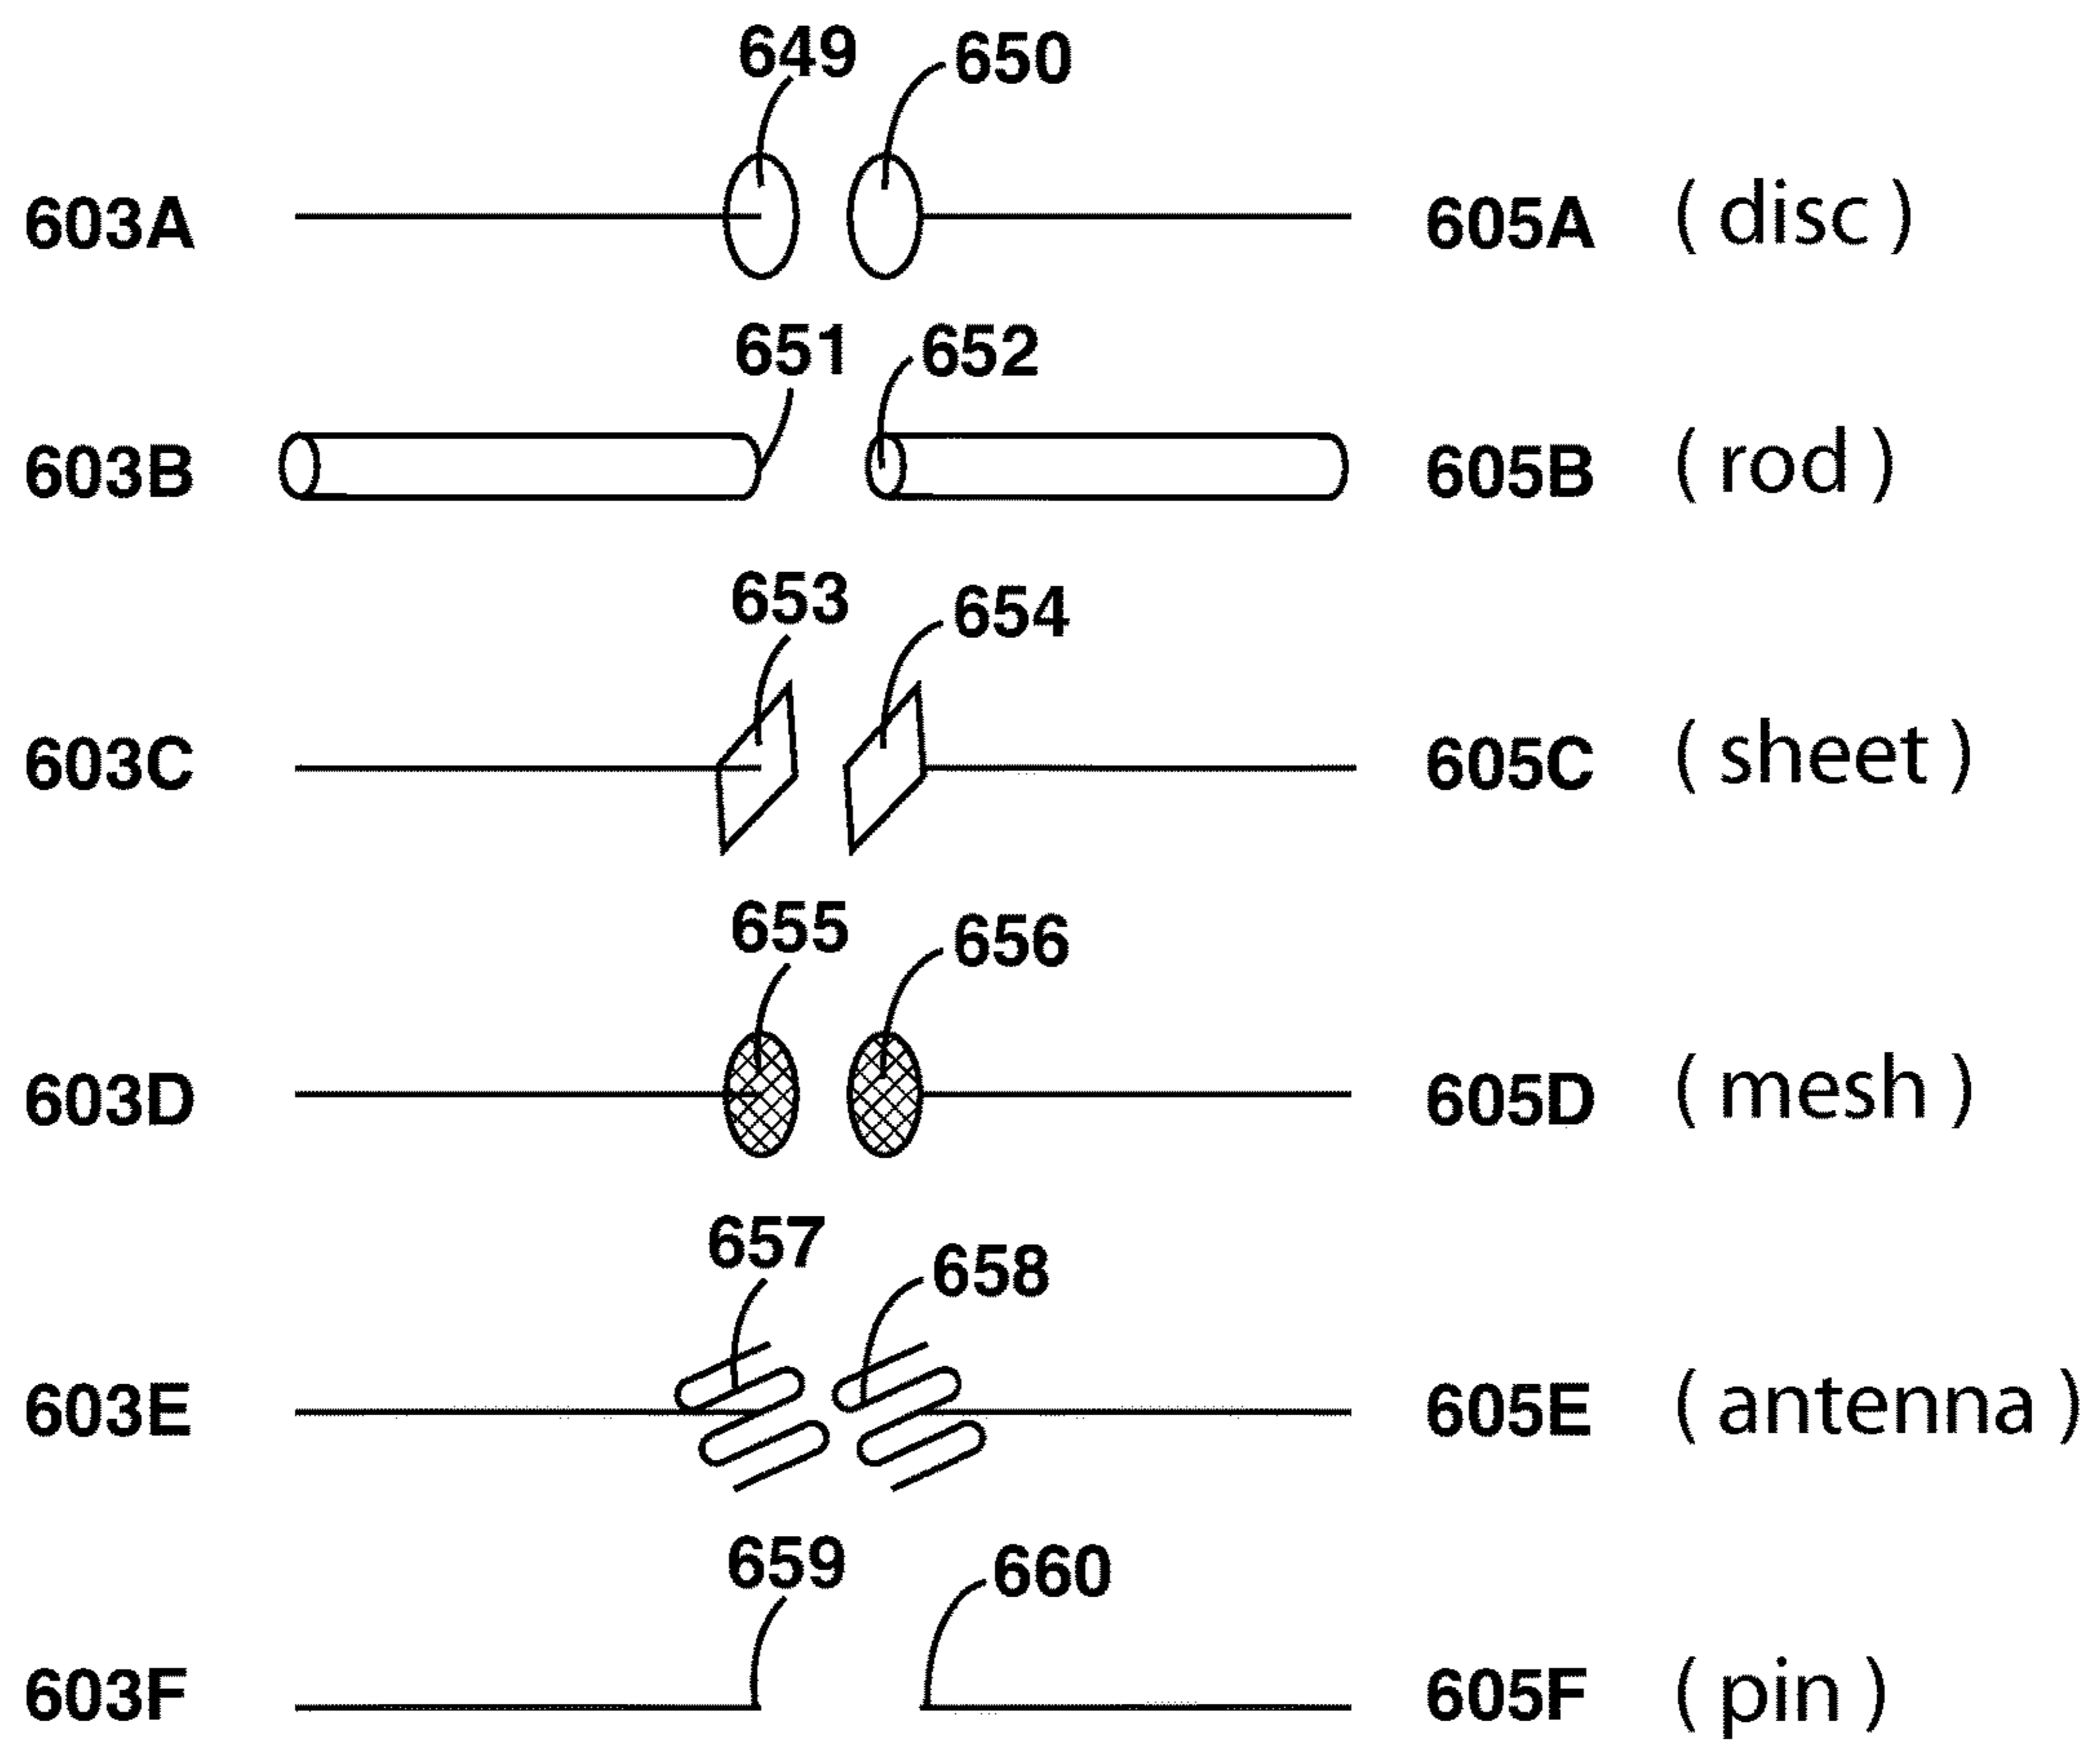 649 650
603A 605A ( disc )
651 652
603B 605B ( rod )
653 654
603C 605C ( sheet )
655 656
603D 605D ( mesh )
657 658
603E 605E ( antenna )
659 660
603F 605F ( pin )